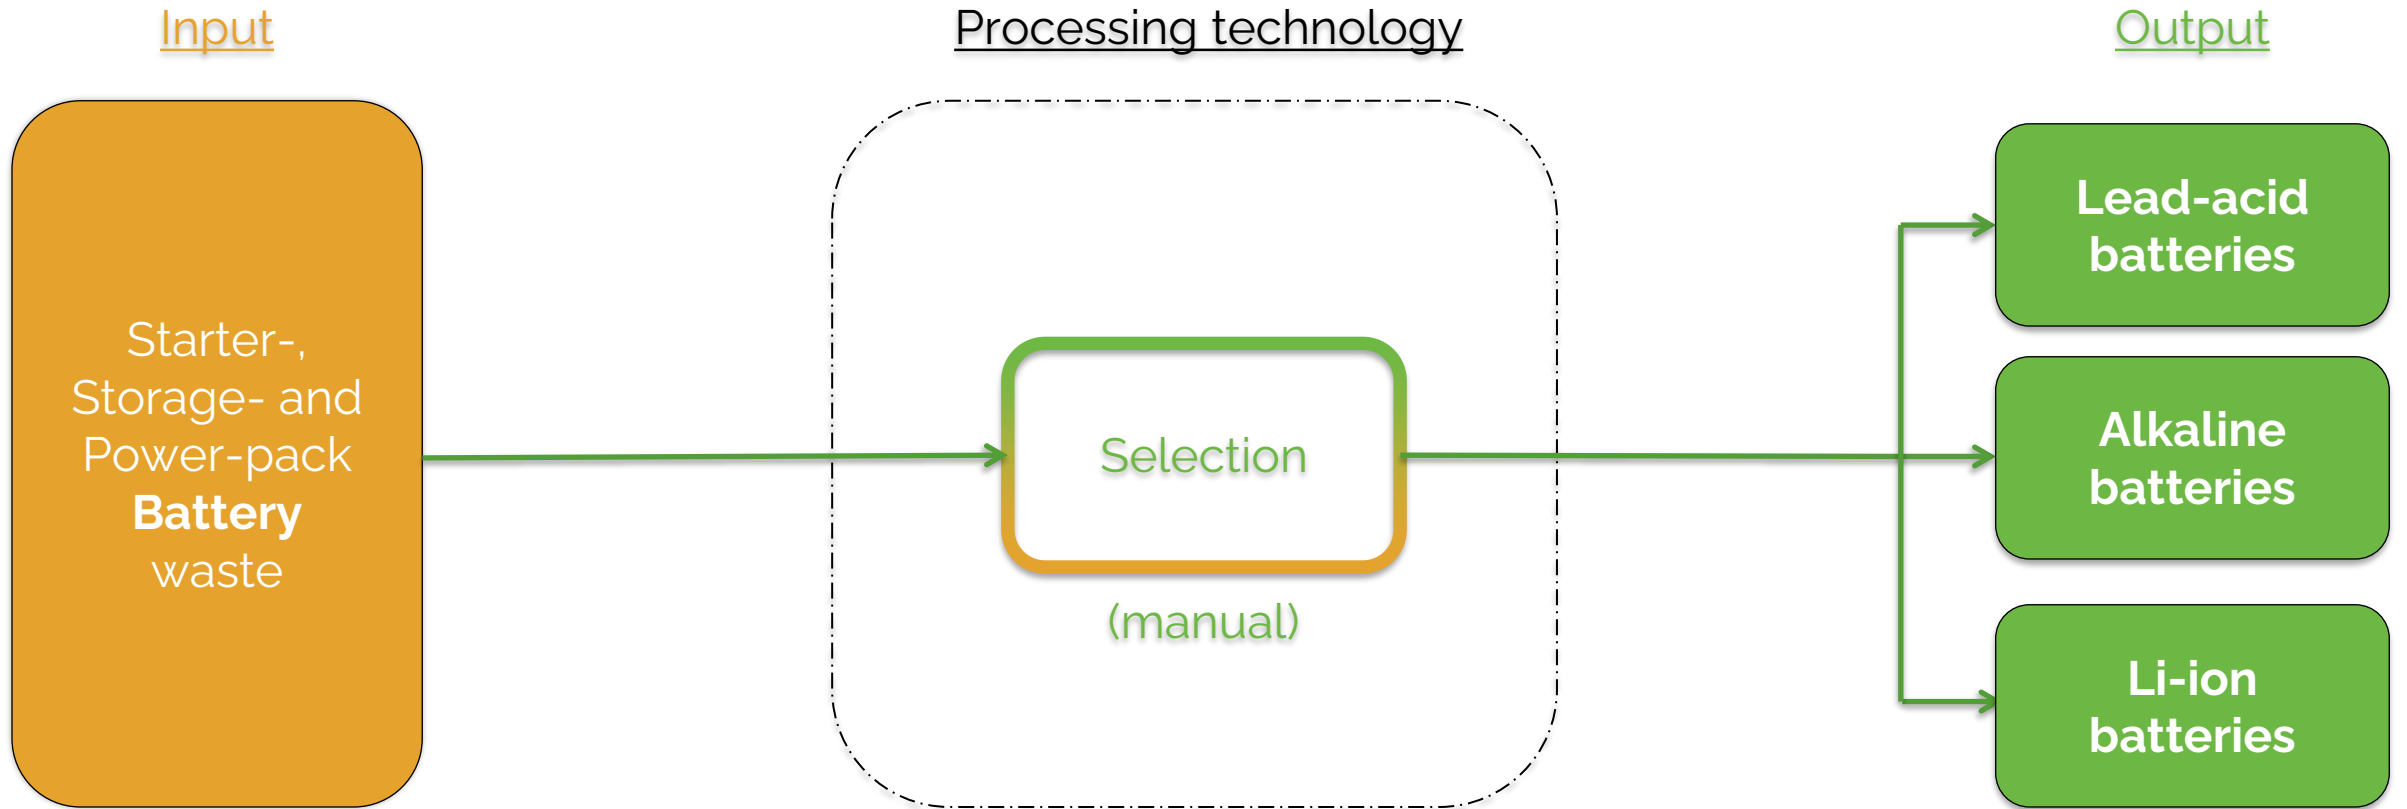 Input
Processing technology
Output
Starter-,
Storage- and
Power-pack
Battery
waste
Selection
(manual)
Lead-acid
batteries
Alkaline
batteries
Li-ion
batteries